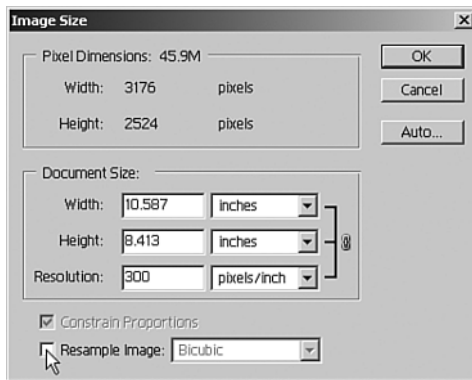 Image Size
Pixel Dimensions: 45.9M
OK
Width: 3176 pixels
Cancel
Height: 2524 pixels
Auto...
Document Size:
Width: 10.587 inches
Height: 8.413 inches
Resolution: 300 pixels/inch
Constrain Proportions
Resample Image: Bicubic